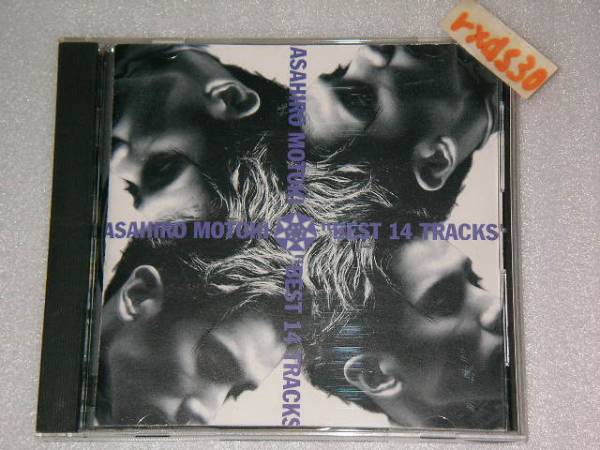 rxds30
ASAHIRO MOTOKI "BEST 14 TRACKS"
ASAHIRO MOTOKI "BEST 14 TRACKS